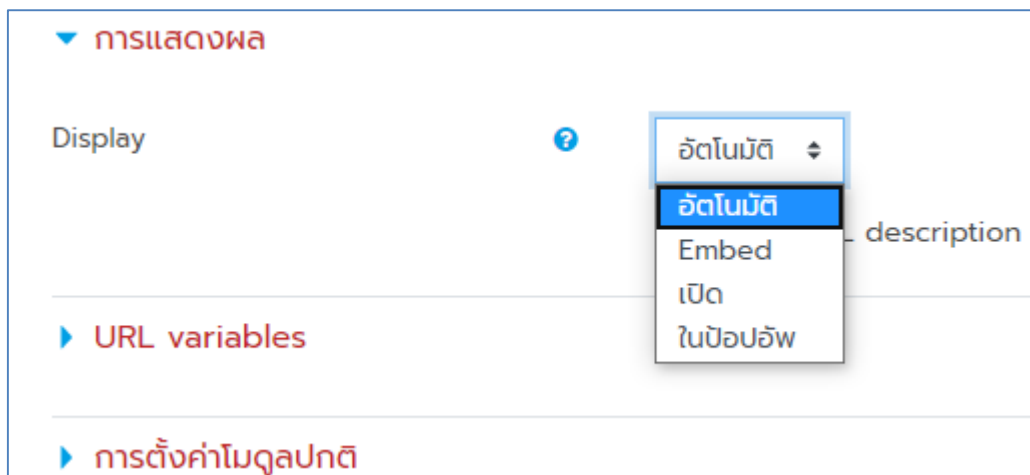 การแสดงผล
Display
อัตโนมัติ
อัตโนมัติ
Embed
เปิด
ในป้อปอัพ
description
URL variables
การตั้งค่าโมดูลปกติ